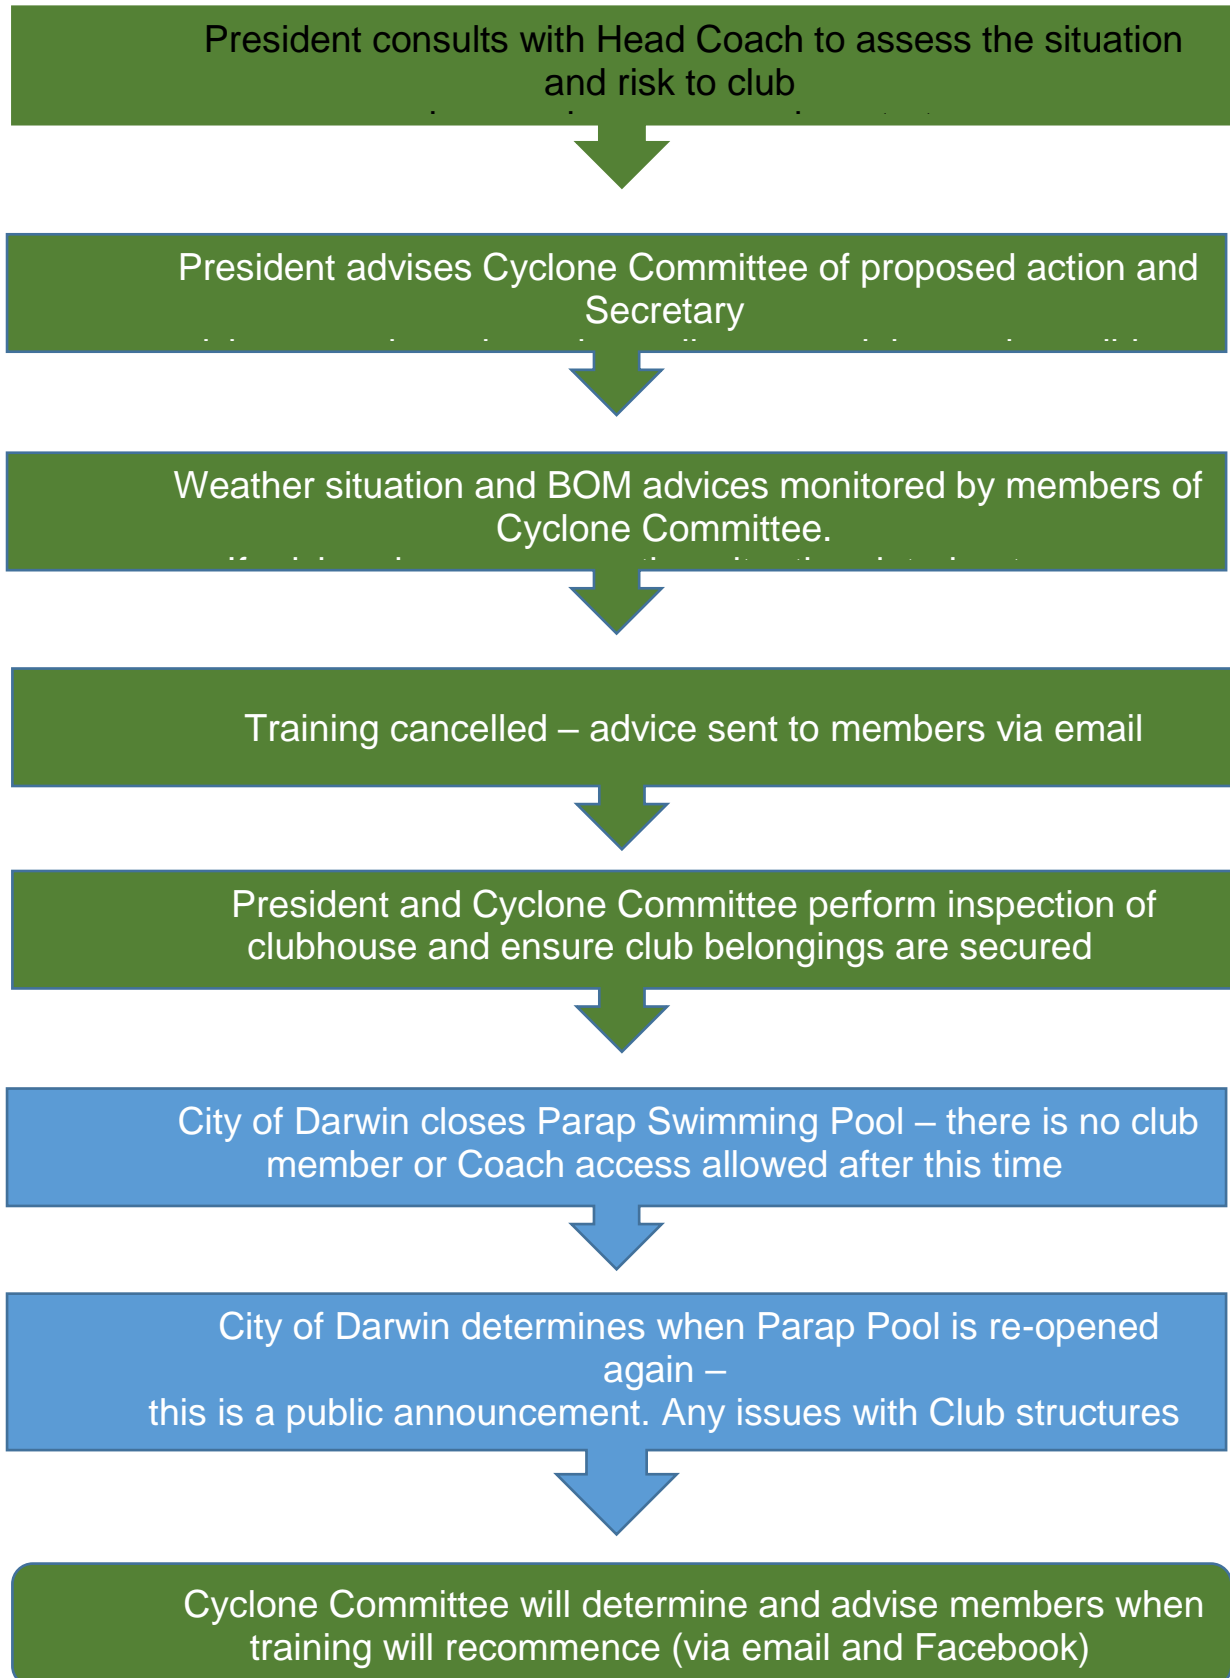 President consults with Head Coach to assess the situation
and risk to club
President advises Cyclone Committee of proposed action and
Secretary
Weather situation and BOM advices monitored by members of
Cyclone Committee.
Training cancelled – advice sent to members via email
President and Cyclone Committee perform inspection of
clubhouse and ensure club belongings are secured
City of Darwin closes Parap Swimming Pool – there is no club
member or Coach access allowed after this time
City of Darwin determines when Parap Pool is re-opened
again –
this is a public announcement. Any issues with Club structures
Cyclone Committee will determine and advise members when
training will recommence (via email and Facebook)